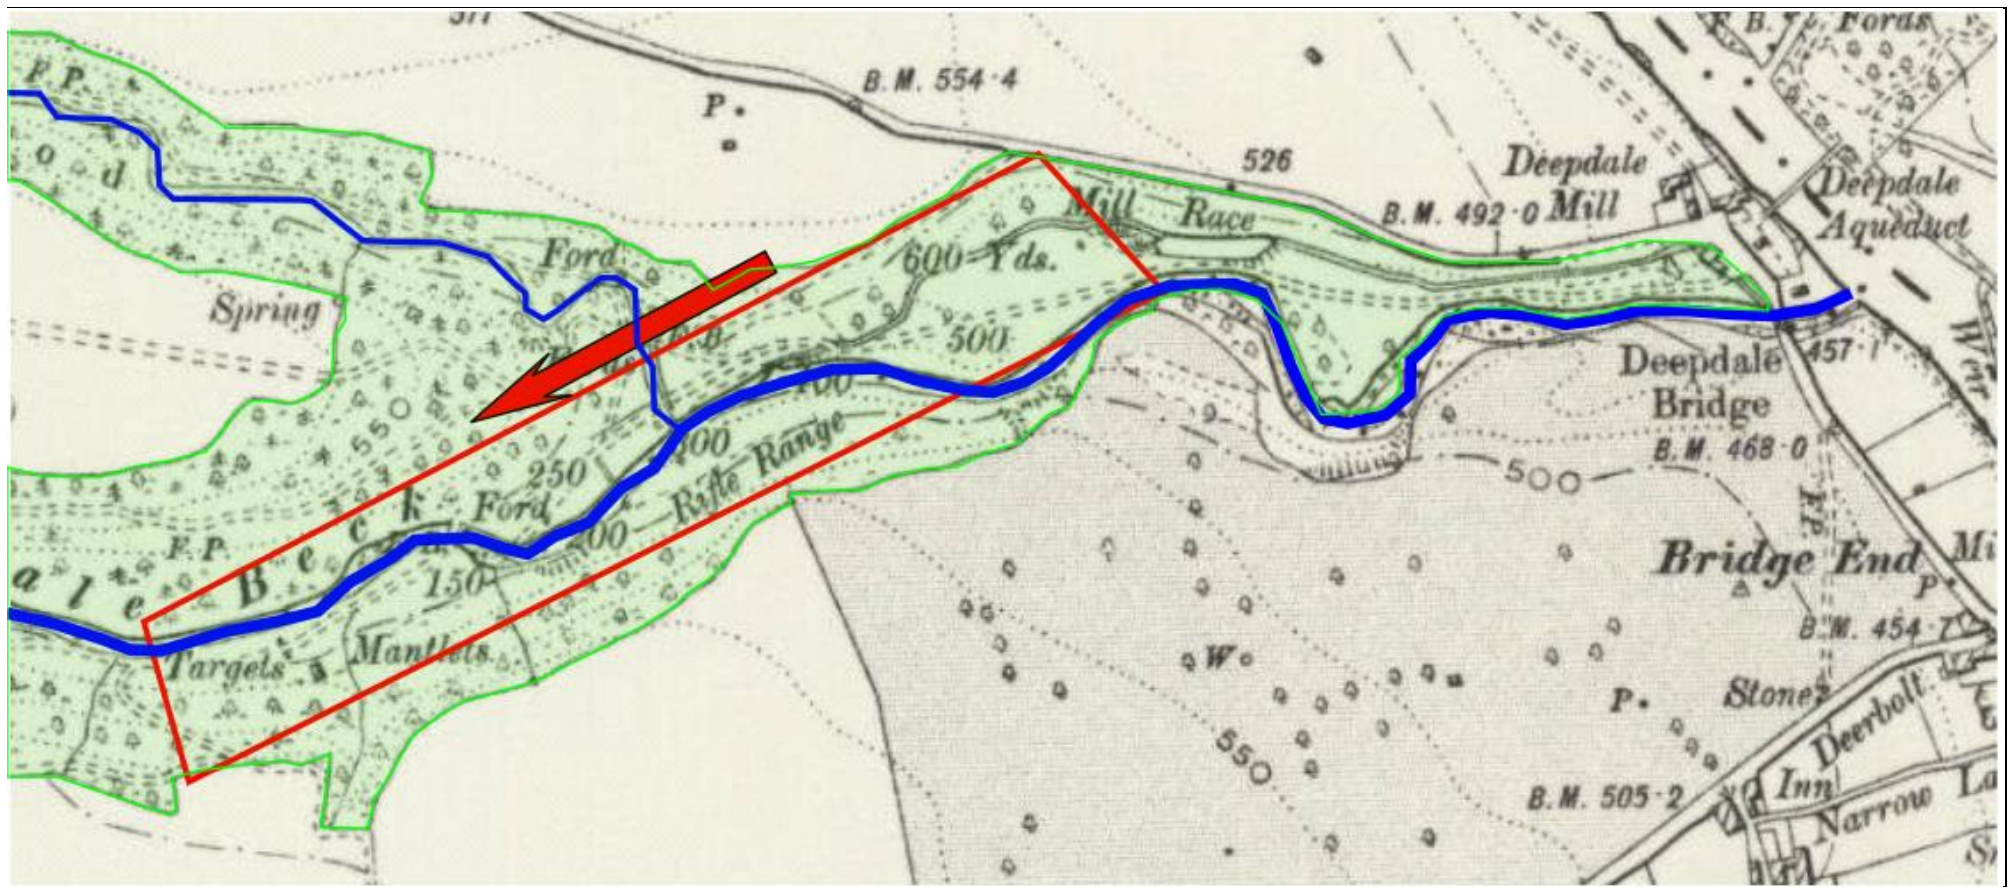 F. B.
Fords
B.M. 554·4
F.P.
P
526
Deepdale
Mill
B.M. 492·0
Deepdale
Aqueduct
o d
Mill Race
Ford
600 Yds.
Spring
F.B.
500
457·1
Weir
400
Deepdale
Bridge
B.M. 468·0
550
300
Rifle Range
250
Ford
500
F.P.
200
F.P.
Bridge End
P
a l e B e c k
150
B.M. 454·7
Targets
Mantlets
W
Stone
P
Deerbolt
550
B.M. 505·2
Inn
Narrow La